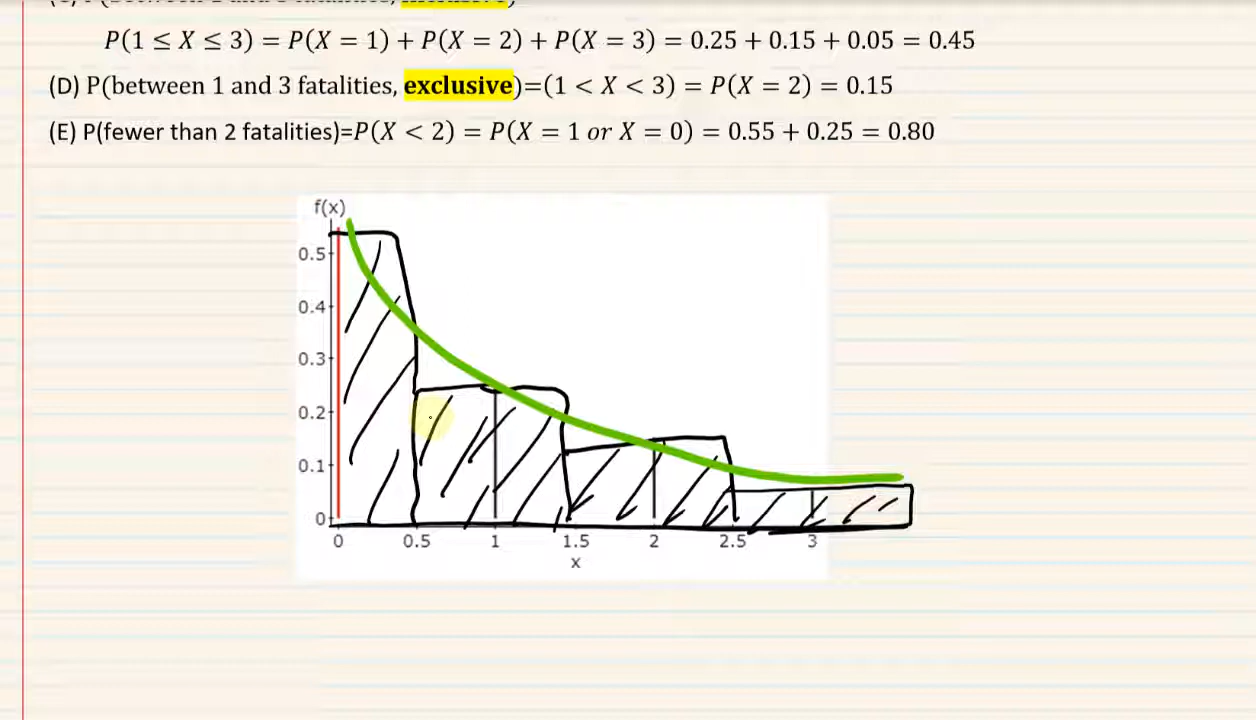 P(1 ≤ X ≤ 3) = P(X = 1) + P(X = 2) + P(X = 3) = 0.25 + 0.15 + 0.05 = 0.45
(D) P(between 1 and 3 fatalities, exclusive)=(1 < X < 3) = P(X = 2) = 0.15
(E) P(fewer than 2 fatalities)=P(X < 2) = P(X = 1 or X = 0) = 0.55 + 0.25 = 0.80
f(x)
0.5
0.4
0.3
0.2
0.1
0
0 0.5 1 1.5 2 2.5 3
x